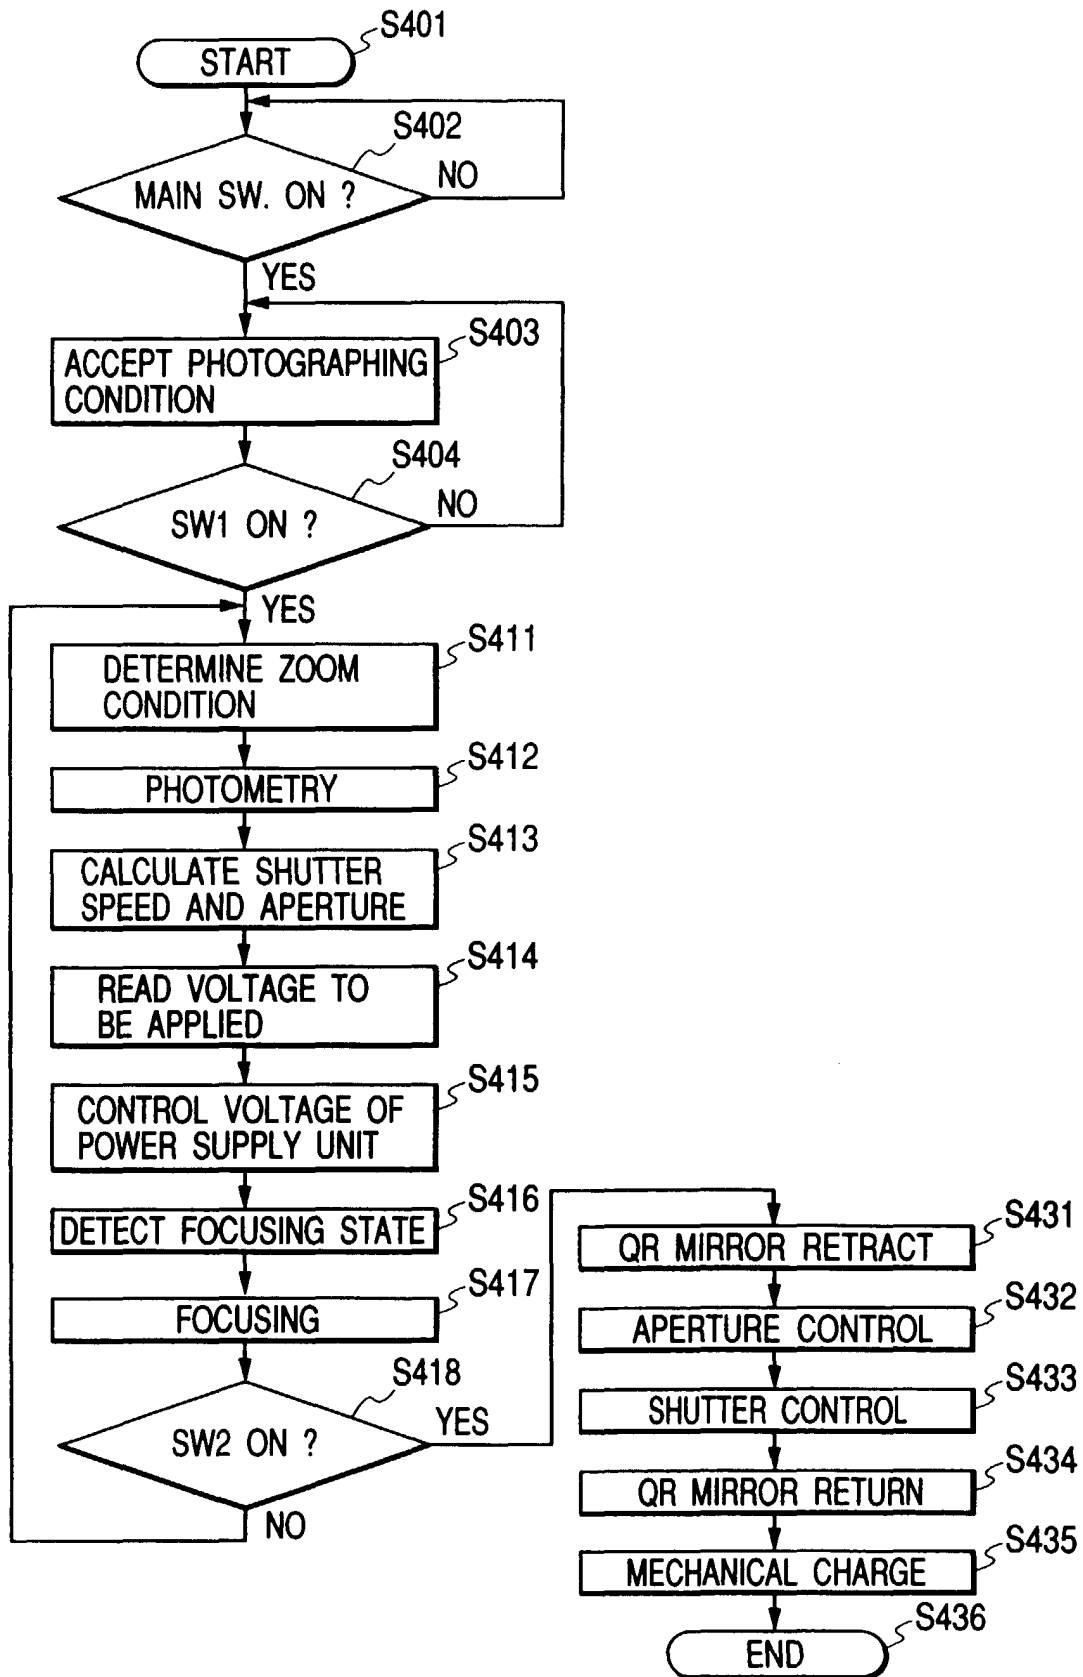 S401
START
S402
MAIN SW. ON ?
NO
YES
S403
ACCEPT PHOTOGRAPHING
CONDITION
S404
SW1 ON ?
NO
YES
S411
DETERMINE ZOOM
CONDITION
S412
PHOTOMETRY
S413
CALCULATE SHUTTER
SPEED AND APERTURE
S414
READ VOLTAGE TO
BE APPLIED
S415
CONTROL VOLTAGE OF
POWER SUPPLY UNIT
S416
DETECT FOCUSING STATE
S417
FOCUSING
S418
SW2 ON ?
YES
NO
S431
QR MIRROR RETRACT
S432
APERTURE CONTROL
S433
SHUTTER CONTROL
S434
QR MIRROR RETURN
S435
MECHANICAL CHARGE
S436
END